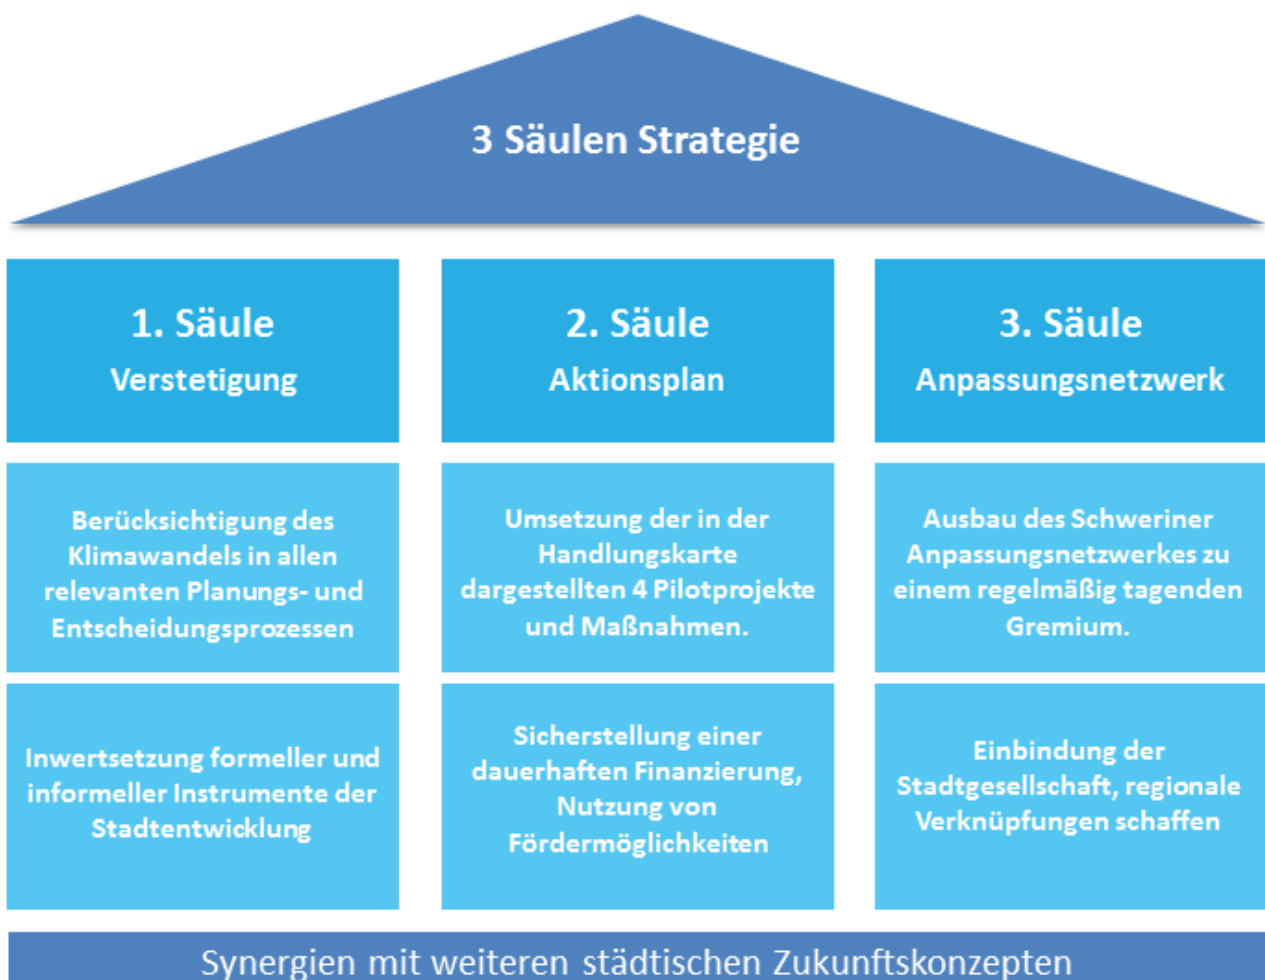 3 Säulen Strategie
1. Säule
Verstetigung
2. Säule
Aktionsplan
3. Säule
Anpassungsnetzwerk
Berücksichtigung des
Klimawandels in allen
relevanten Planungs- und
Entscheidungsprozessen
Umsetzung der in der
Handlungskarte
dargestellten 4 Pilotprojekte
und Maßnahmen.
Ausbau des Schweriner
Anpassungsnetzwerkes zu
einem regelmäßig tagenden
Gremium.
Inwertsetzung formeller und
informeller Instrumente der
Stadtentwicklung
Sicherstellung einer
dauerhaften Finanzierung,
Nutzung von
Fördermöglichkeiten
Einbindung der
Stadtgesellschaft, regionale
Verknüpfungen schaffen
Synergien mit weiteren städtischen Zukunftskonzepten